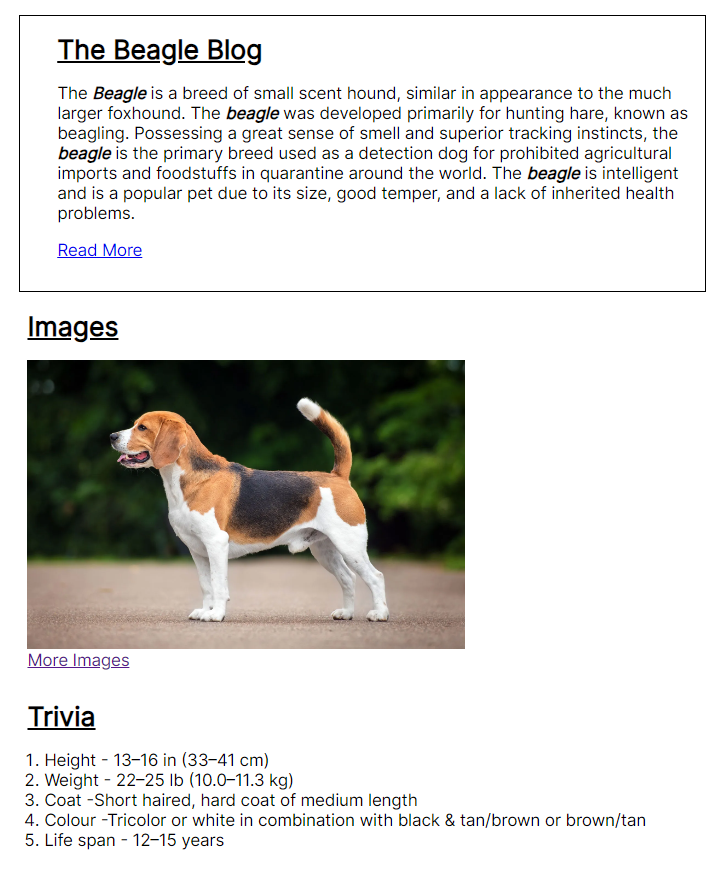 The Beagle Blog
The Beagle is a breed of small scent hound, similar in appearance to the much
larger foxhound. The beagle was developed primarily for hunting hare, known as
beagling. Possessing a great sense of smell and superior tracking instincts, the
beagle is the primary breed used as a detection dog for prohibited agricultural
imports and foodstuffs in quarantine around the world. The beagle is intelligent
and is a popular pet due to its size, good temper, and a lack of inherited health
problems.
Read More
Images
More Images
Trivia
1. Height - 13–16 in (33–41 cm)
2. Weight - 22–25 lb (10.0–11.3 kg)
3. Coat -Short haired, hard coat of medium length
4. Colour -Tricolor or white in combination with black & tan/brown or brown/tan
5. Life span - 12–15 years